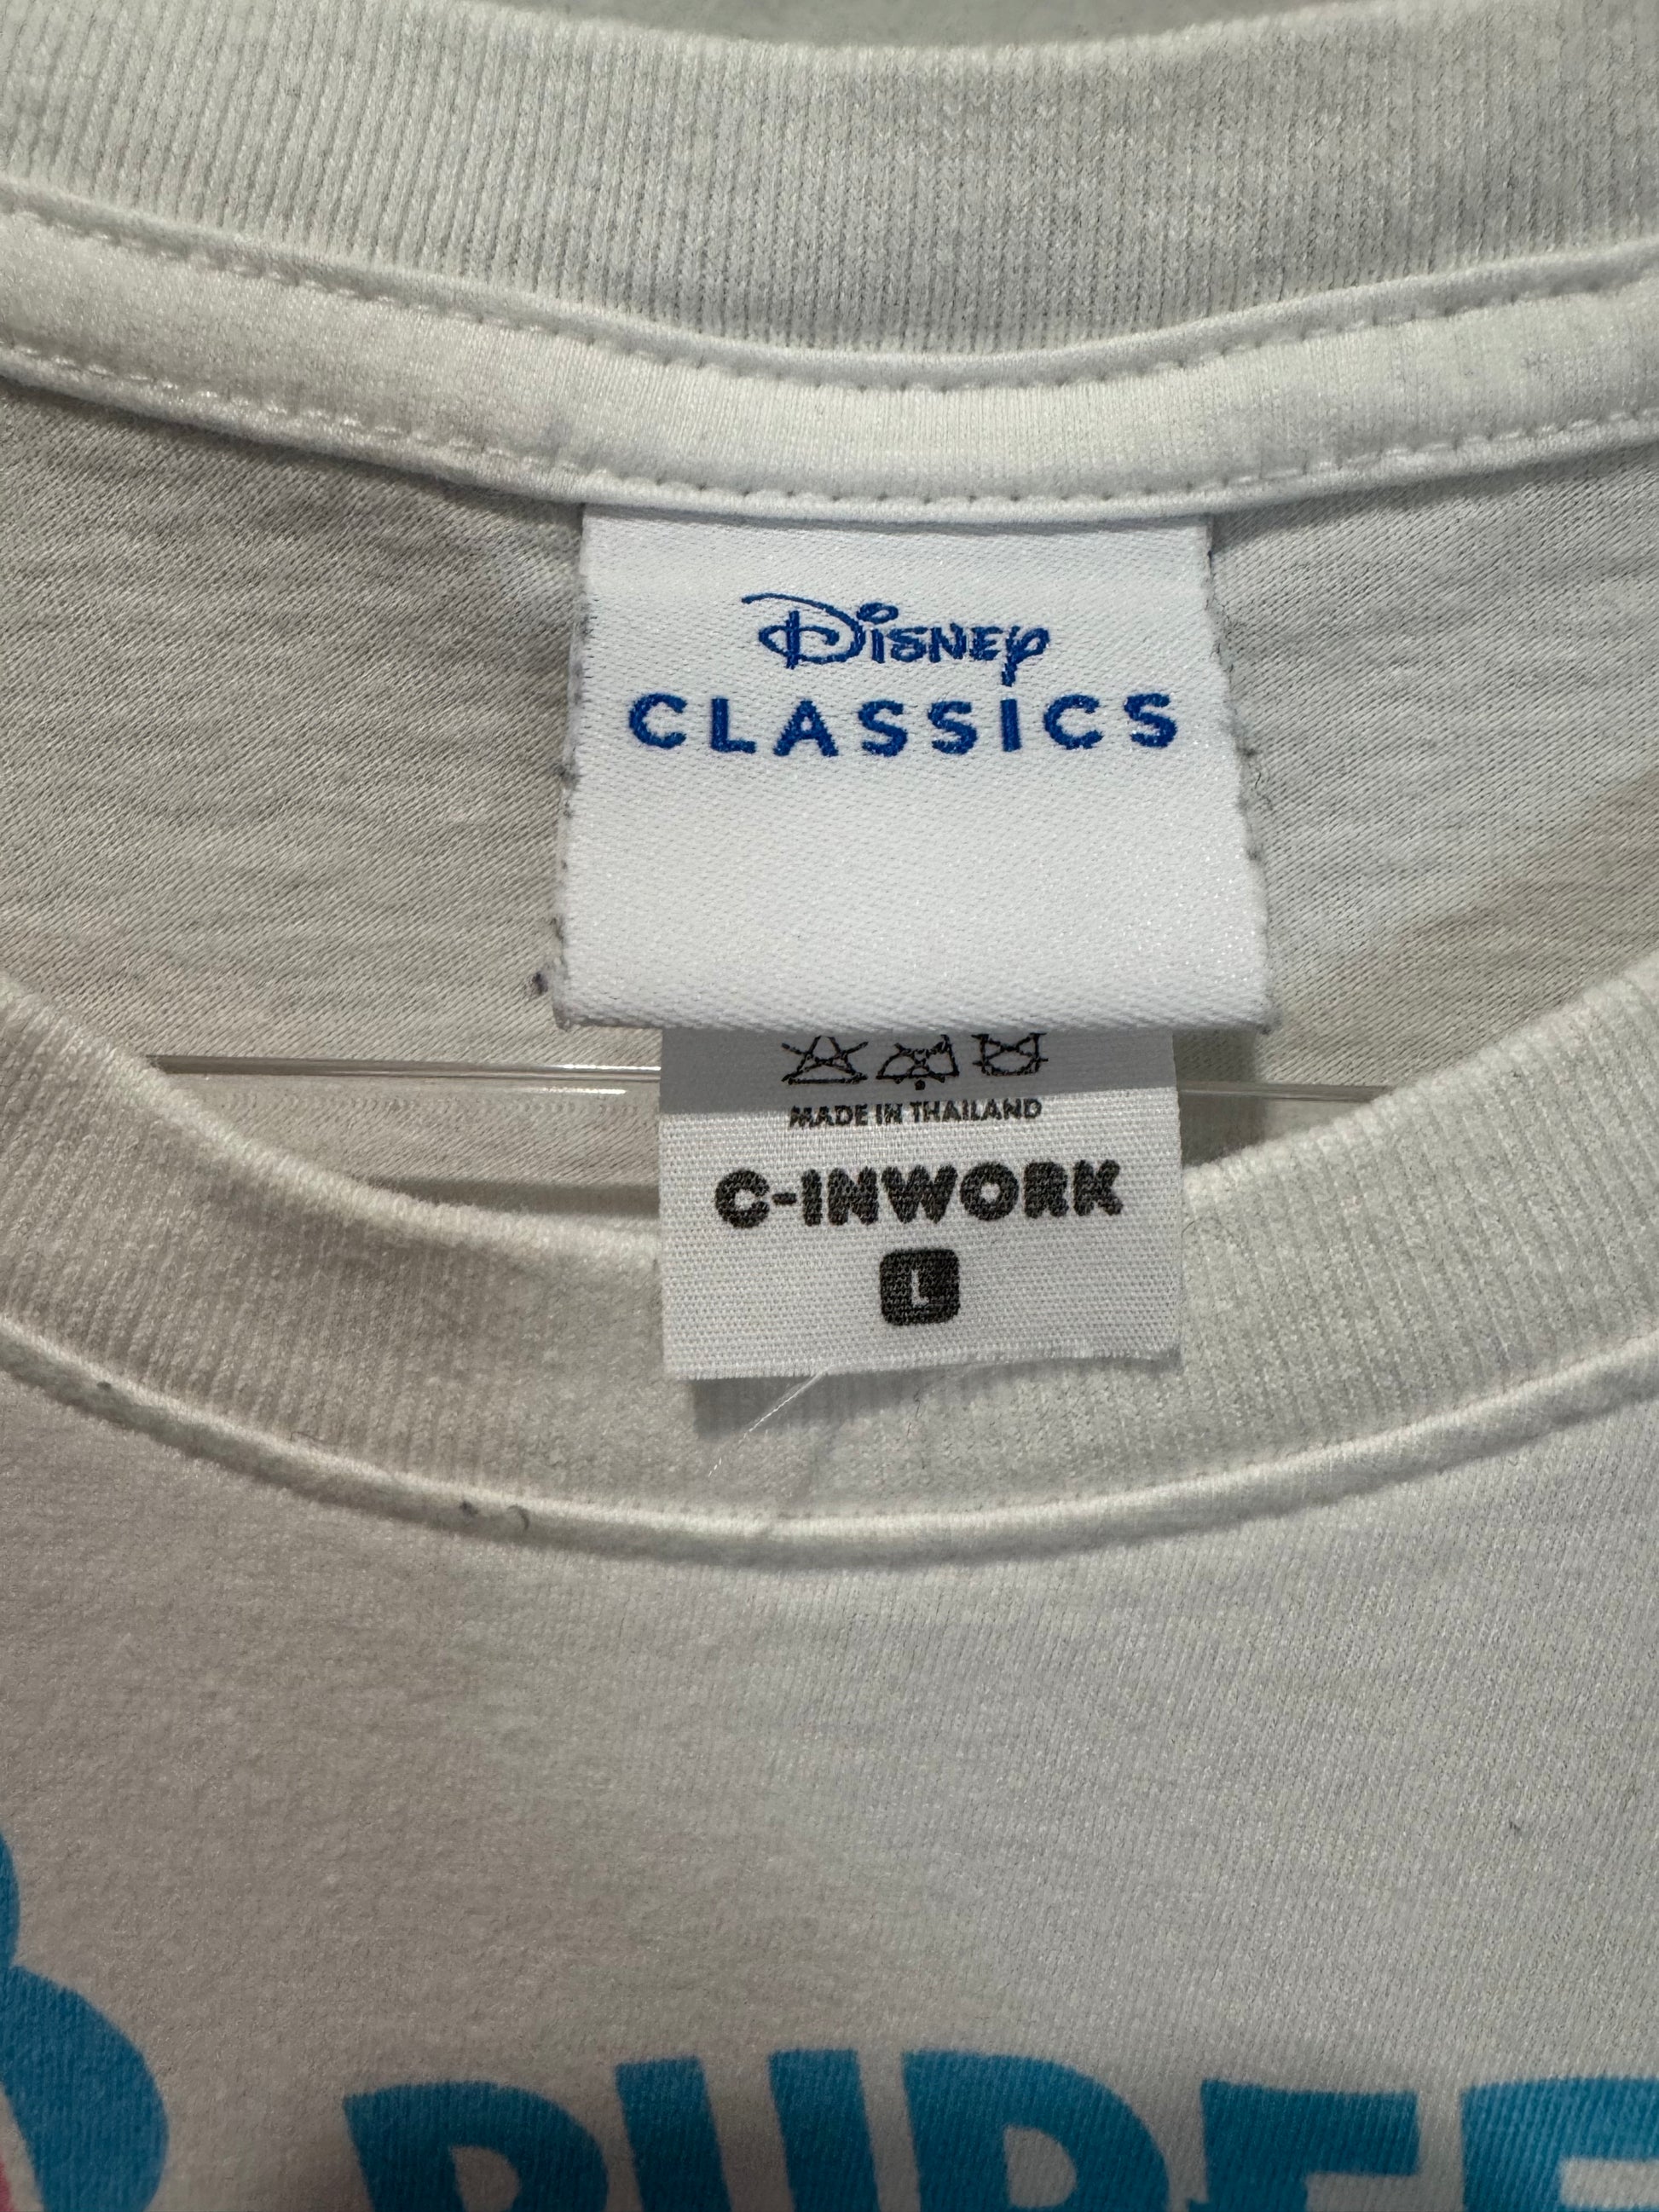 Disney
CLASSICS
MADE IN THAILAND
C-INWORK
L